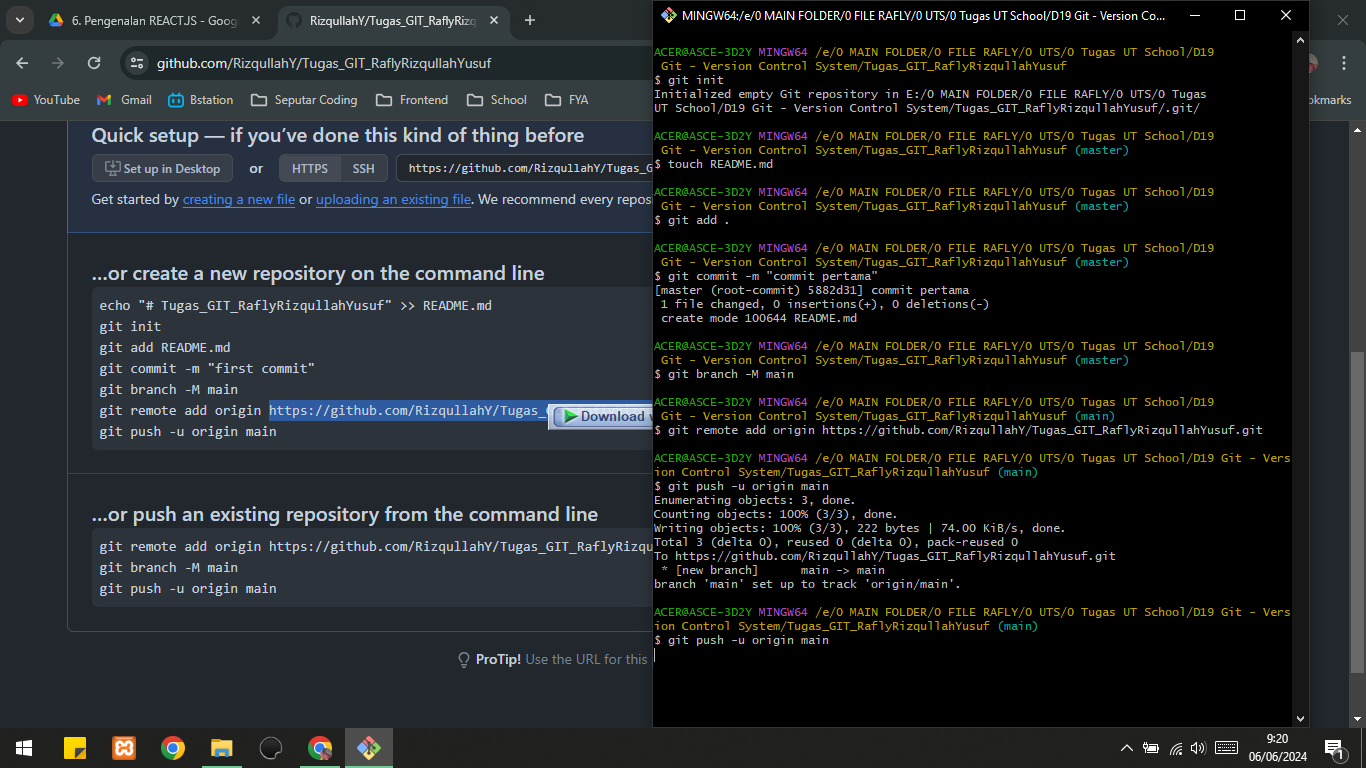 6. Pengenalan REACT.JS - Goog
RizqullahY/Tugas_GIT_RaflyRizq
github.com/RizqullahY/Tugas_GIT_RaflyRizqullahYusuf
YouTube
Gmail
Bstation
Seputar Coding
Frontend
School
FYA
okmarks
Quick setup — if you've done this kind of thing before
Set up in Desktop
or
HTTPS
SSH
https://github.com/RizqullahY/Tugas_G
Get started by creating a new file or uploading an existing file. We recommend every repos
...or create a new repository on the command line
echo "# Tugas_GIT_RaflyRizqullahYusuf" >> README.md
git init
git add README.md
git commit -m "first commit"
git branch -M main
git remote add origin https://github.com/RizqullahY/Tugas_
Download
git push -u origin main
...or push an existing repository from the command line
git remote add origin https://github.com/RizqullahY/Tugas_GIT_RaflyRizqu
git branch -M main
git push -u origin main
ProTip! Use the URL for this
MINGW64:/e/0 MAIN FOLDER/0 FILE RAFLY/0 UTS/0 Tugas UT School/D19 Git - Version Co...
ACER@ASCE-3D2Y MINGW64 /e/0 MAIN FOLDER/0 FILE RAFLY/0 UTS/0 Tugas UT School/D19
Git - Version Control System/Tugas_GIT_RaflyRizqullahYusuf
$ git init
Initialized empty Git repository in E:/0 MAIN FOLDER/0 FILE RAFLY/0 UTS/0 Tugas
UT School/D19 Git - Version Control System/Tugas_GIT_RaflyRizqullahYusuf/.git/
ACER@ASCE-3D2Y MINGW64 /e/0 MAIN FOLDER/0 FILE RAFLY/0 UTS/0 Tugas UT School/D19
Git - Version Control System/Tugas_GIT_RaflyRizqullahYusuf (master)
$ touch README.md
ACER@ASCE-3D2Y MINGW64 /e/0 MAIN FOLDER/0 FILE RAFLY/0 UTS/0 Tugas UT School/D19
Git - Version Control System/Tugas_GIT_RaflyRizqullahYusuf (master)
$ git add .
ACER@ASCE-3D2Y MINGW64 /e/0 MAIN FOLDER/0 FILE RAFLY/0 UTS/0 Tugas UT School/D19
Git - Version Control System/Tugas_GIT_RaflyRizqullahYusuf (master)
$ git commit -m "commit pertama"
[master (root-commit) 5882d31] commit pertama
1 file changed, 0 insertions(+), 0 deletions(-)
create mode 100644 README.md
ACER@ASCE-3D2Y MINGW64 /e/0 MAIN FOLDER/0 FILE RAFLY/0 UTS/0 Tugas UT School/D19
Git - Version Control System/Tugas_GIT_RaflyRizqullahYusuf (master)
$ git branch -M main
ACER@ASCE-3D2Y MINGW64 /e/0 MAIN FOLDER/0 FILE RAFLY/0 UTS/0 Tugas UT School/D19
Git - Version Control System/Tugas_GIT_RaflyRizqullahYusuf (main)
$ git remote add origin https://github.com/RizqullahY/Tugas_GIT_RaflyRizqullahYusuf.git
ACER@ASCE-3D2Y MINGW64 /e/0 MAIN FOLDER/0 FILE RAFLY/0 UTS/0 Tugas UT School/D19 Git - Vers
ion Control System/Tugas_GIT_RaflyRizqullahYusuf (main)
$ git push -u origin main
Enumerating objects: 3, done.
Counting objects: 100% (3/3), done.
Writing objects: 100% (3/3), 222 bytes | 74.00 KiB/s, done.
Total 3 (delta 0), reused 0 (delta 0), pack-reused 0
To https://github.com/RizqullahY/Tugas_GIT_RaflyRizqullahYusuf.git
* [new branch]      main -> main
branch 'main' set up to track 'origin/main'.
ACER@ASCE-3D2Y MINGW64 /e/0 MAIN FOLDER/0 FILE RAFLY/0 UTS/0 Tugas UT School/D19 Git - Vers
ion Control System/Tugas_GIT_RaflyRizqullahYusuf (main)
$ git push -u origin main
9:20
06/06/2024
1